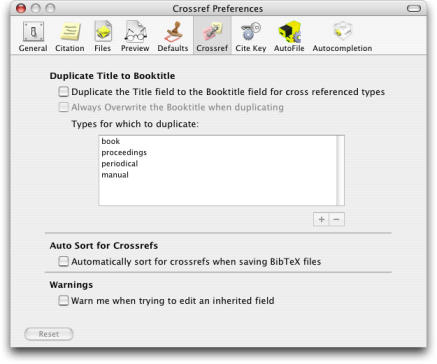 Crossref Preferences
General Citation Files Preview Defaults Crossref Cite Key AutoFile Autocompletion
Duplicate Title to Booktitle
Duplicate the Title field to the Booktitle field for cross referenced types
Always Overwrite the Booktitle when duplicating
Types for which to duplicate:
book
proceedings
periodical
manual
+ −
Auto Sort for Crossrefs
Automatically sort for crossrefs when saving BibTeX files
Warnings
Warn me when trying to edit an inherited field
Reset